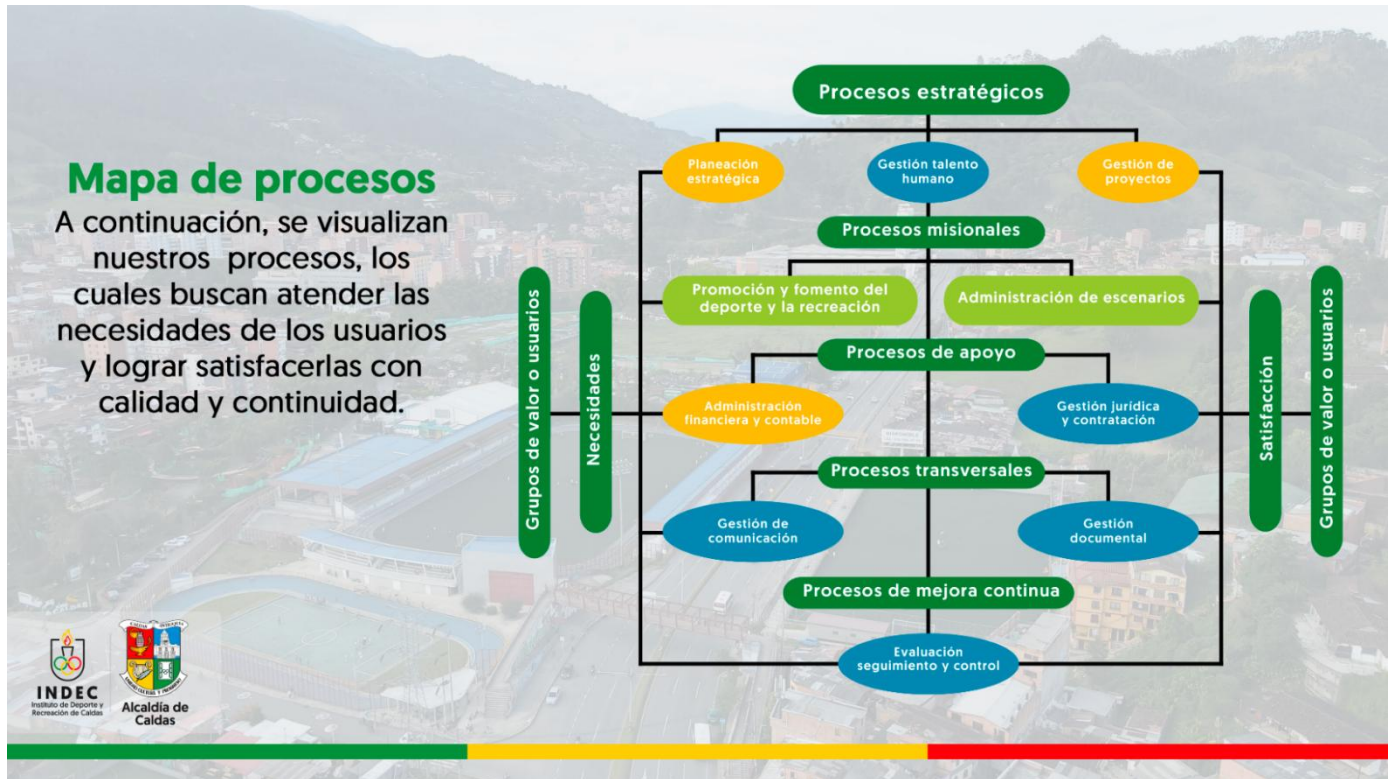 Mapa de procesos
A continuación, se visualizan
nuestros procesos, los
cuales buscan atender las
necesidades de los usuarios
y lograr satisfacerlas con
calidad y continuidad.
Grupos de valor o usuarios
Necesidades
Procesos estratégicos
Planeación
estratégica
Gestión talento
humano
Gestión de
proyectos
Procesos misionales
Promoción y fomento del
deporte y la recreación
Administración de escenarios
Procesos de apoyo
Administración
financiera y contable
Gestión jurídica
y contratación
Procesos transversales
Gestión de
comunicación
Gestión
documental
Procesos de mejora continua
Evaluación
seguimiento y control
Satisfacción
Grupos de valor o usuarios
INDEC
Instituto de Deporte y
Recreación de Caldas
Alcaldía de
Caldas